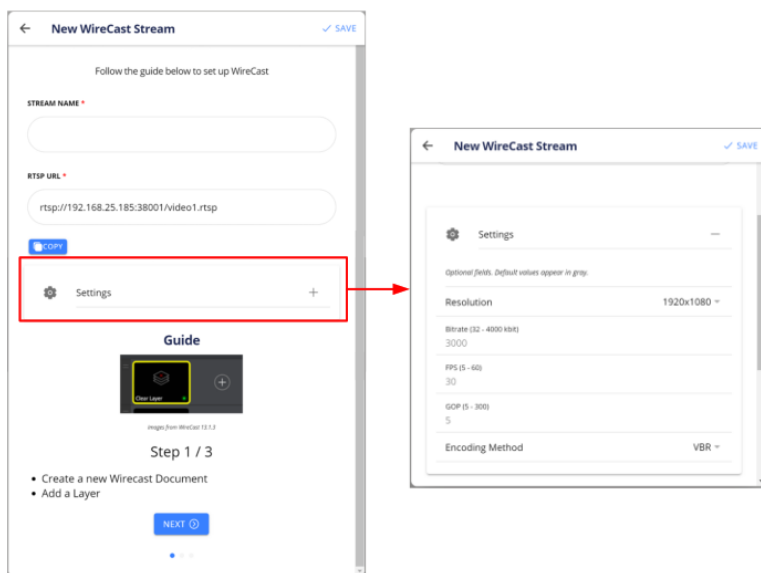 New WireCast Stream
SAVE
Follow the guide below to set up WireCast
STREAM NAME *
RTSP URL *
rtsp://192.168.25.185:38001/video1.rtsp
COPY
Settings
Guide
Clear Layer
Images from WireCast 13.1.3
Step 1 / 3
• Create a new Wirecast Document
• Add a Layer
NEXT
New WireCast Stream
SAVE
Settings
Optional fields. Default values appear in gray.
Resolution 1920x1080
Bitrate (32 - 4000 kbit)
3000
FPS (5 - 60)
30
GOP (5 - 300)
5
Encoding Method VBR